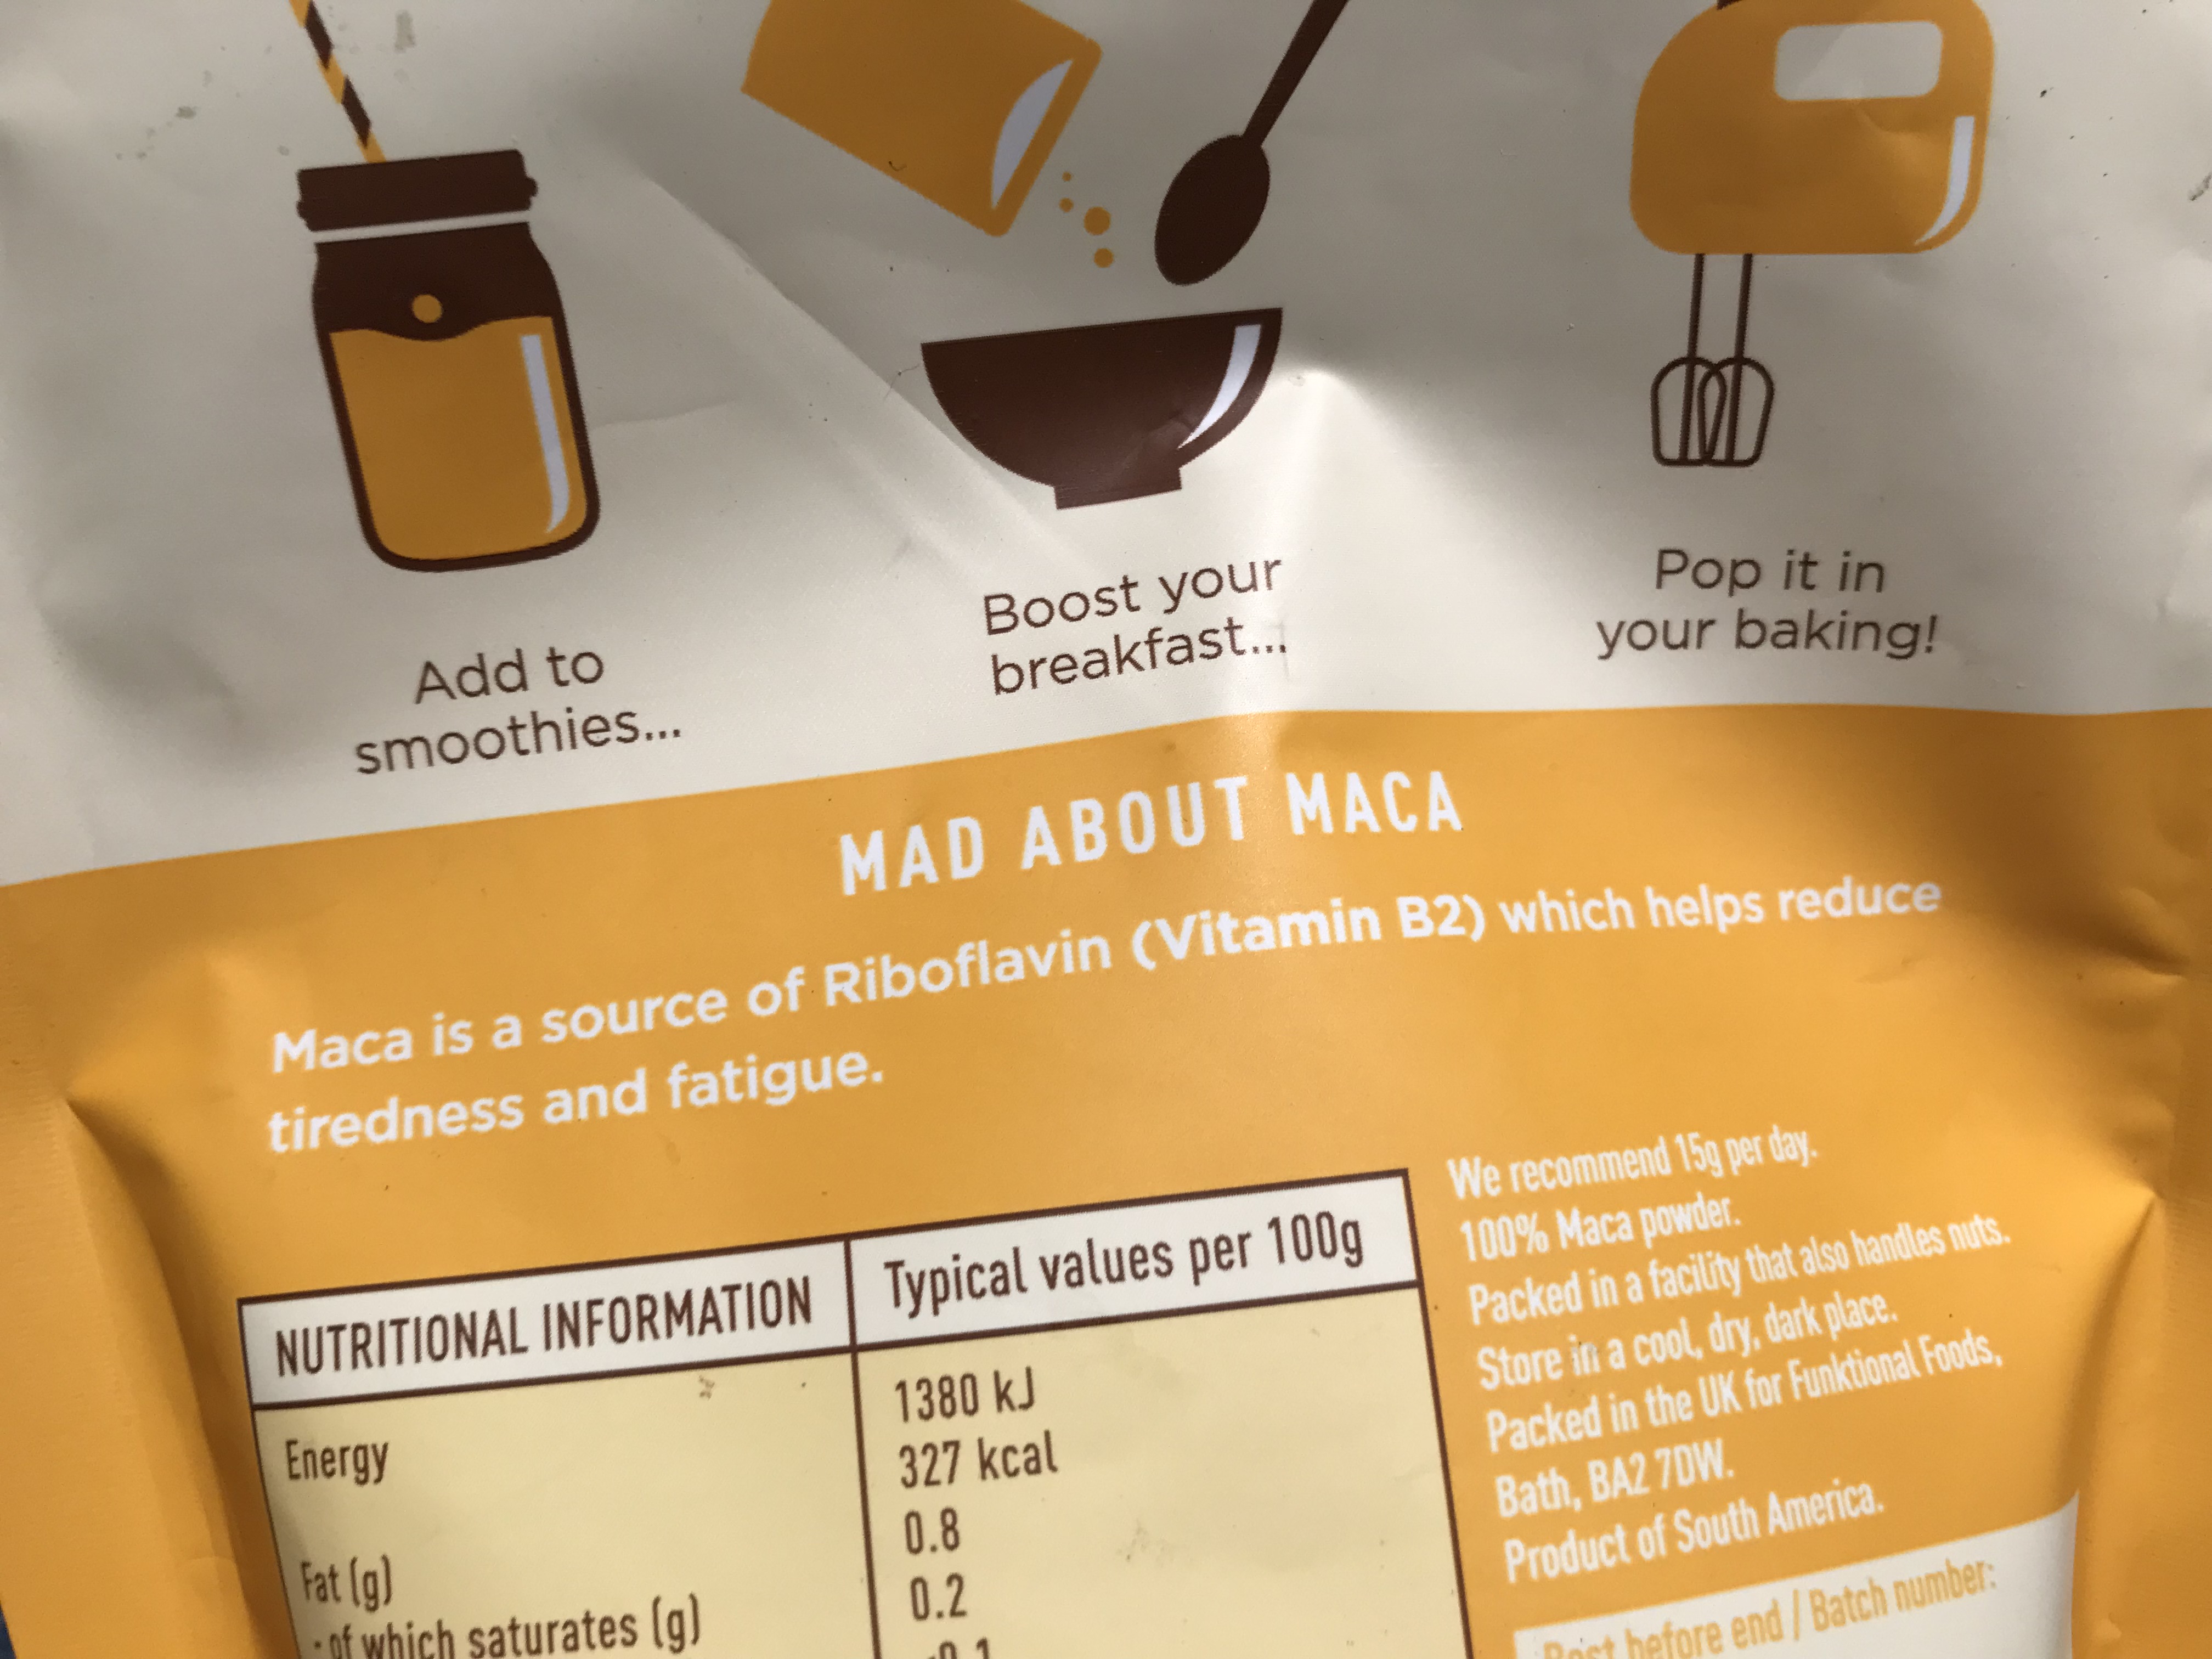 Add to
smoothies...
Boost your
breakfast...
Pop it in
your baking!
MAD ABOUT MACA
Maca is a source of Riboflavin (Vitamin B2) which helps reduce
tiredness and fatigue.
NUTRITIONAL INFORMATION
Typical values per 100g
Energy
1380 kJ
327 kcal
Fat (g)
0.8
- of which saturates (g)
0.2
We recommend 15g per day.
100% Maca powder.
Packed in a facility that also handles nuts.
Store in a cool, dry, dark place.
Packed in the UK for Funktional Foods,
Bath, BA2 7DW.
Product of South America.
Best before end / Batch number: